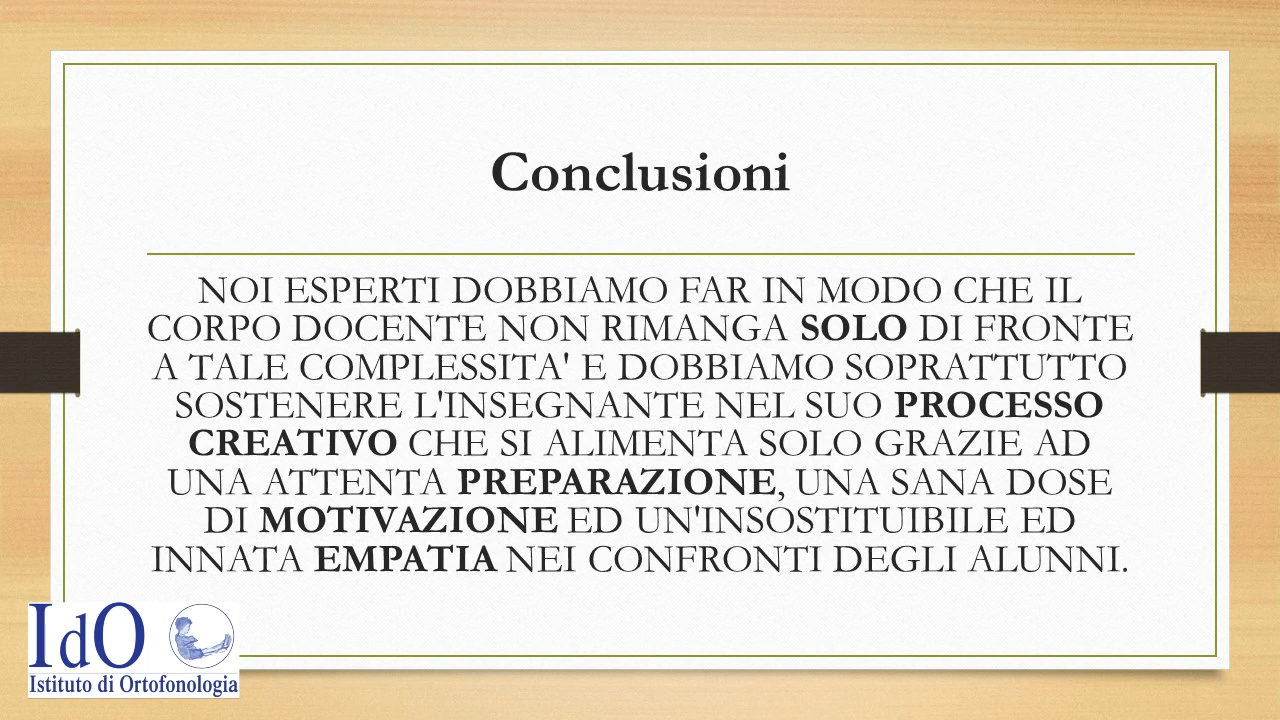 Conclusioni
NOI ESPERTI DOBBIAMO FAR IN MODO CHE IL
CORPO DOCENTE NON RIMANGA SOLO DI FRONTE
A TALE COMPLESSITA' E DOBBIAMO SOPRATTUTTO
SOSTENERE L'INSEGNANTE NEL SUO PROCESSO
CREATIVO CHE SI ALIMENTA SOLO GRAZIE AD
UNA ATTENTA PREPARAZIONE, UNA SANA DOSE
DI MOTIVAZIONE ED UN'INSOSTITUIBILE ED
INNATA EMPATIA NEI CONFRONTI DEGLI ALUNNI.
IdO
Istituto di Ortofonologia